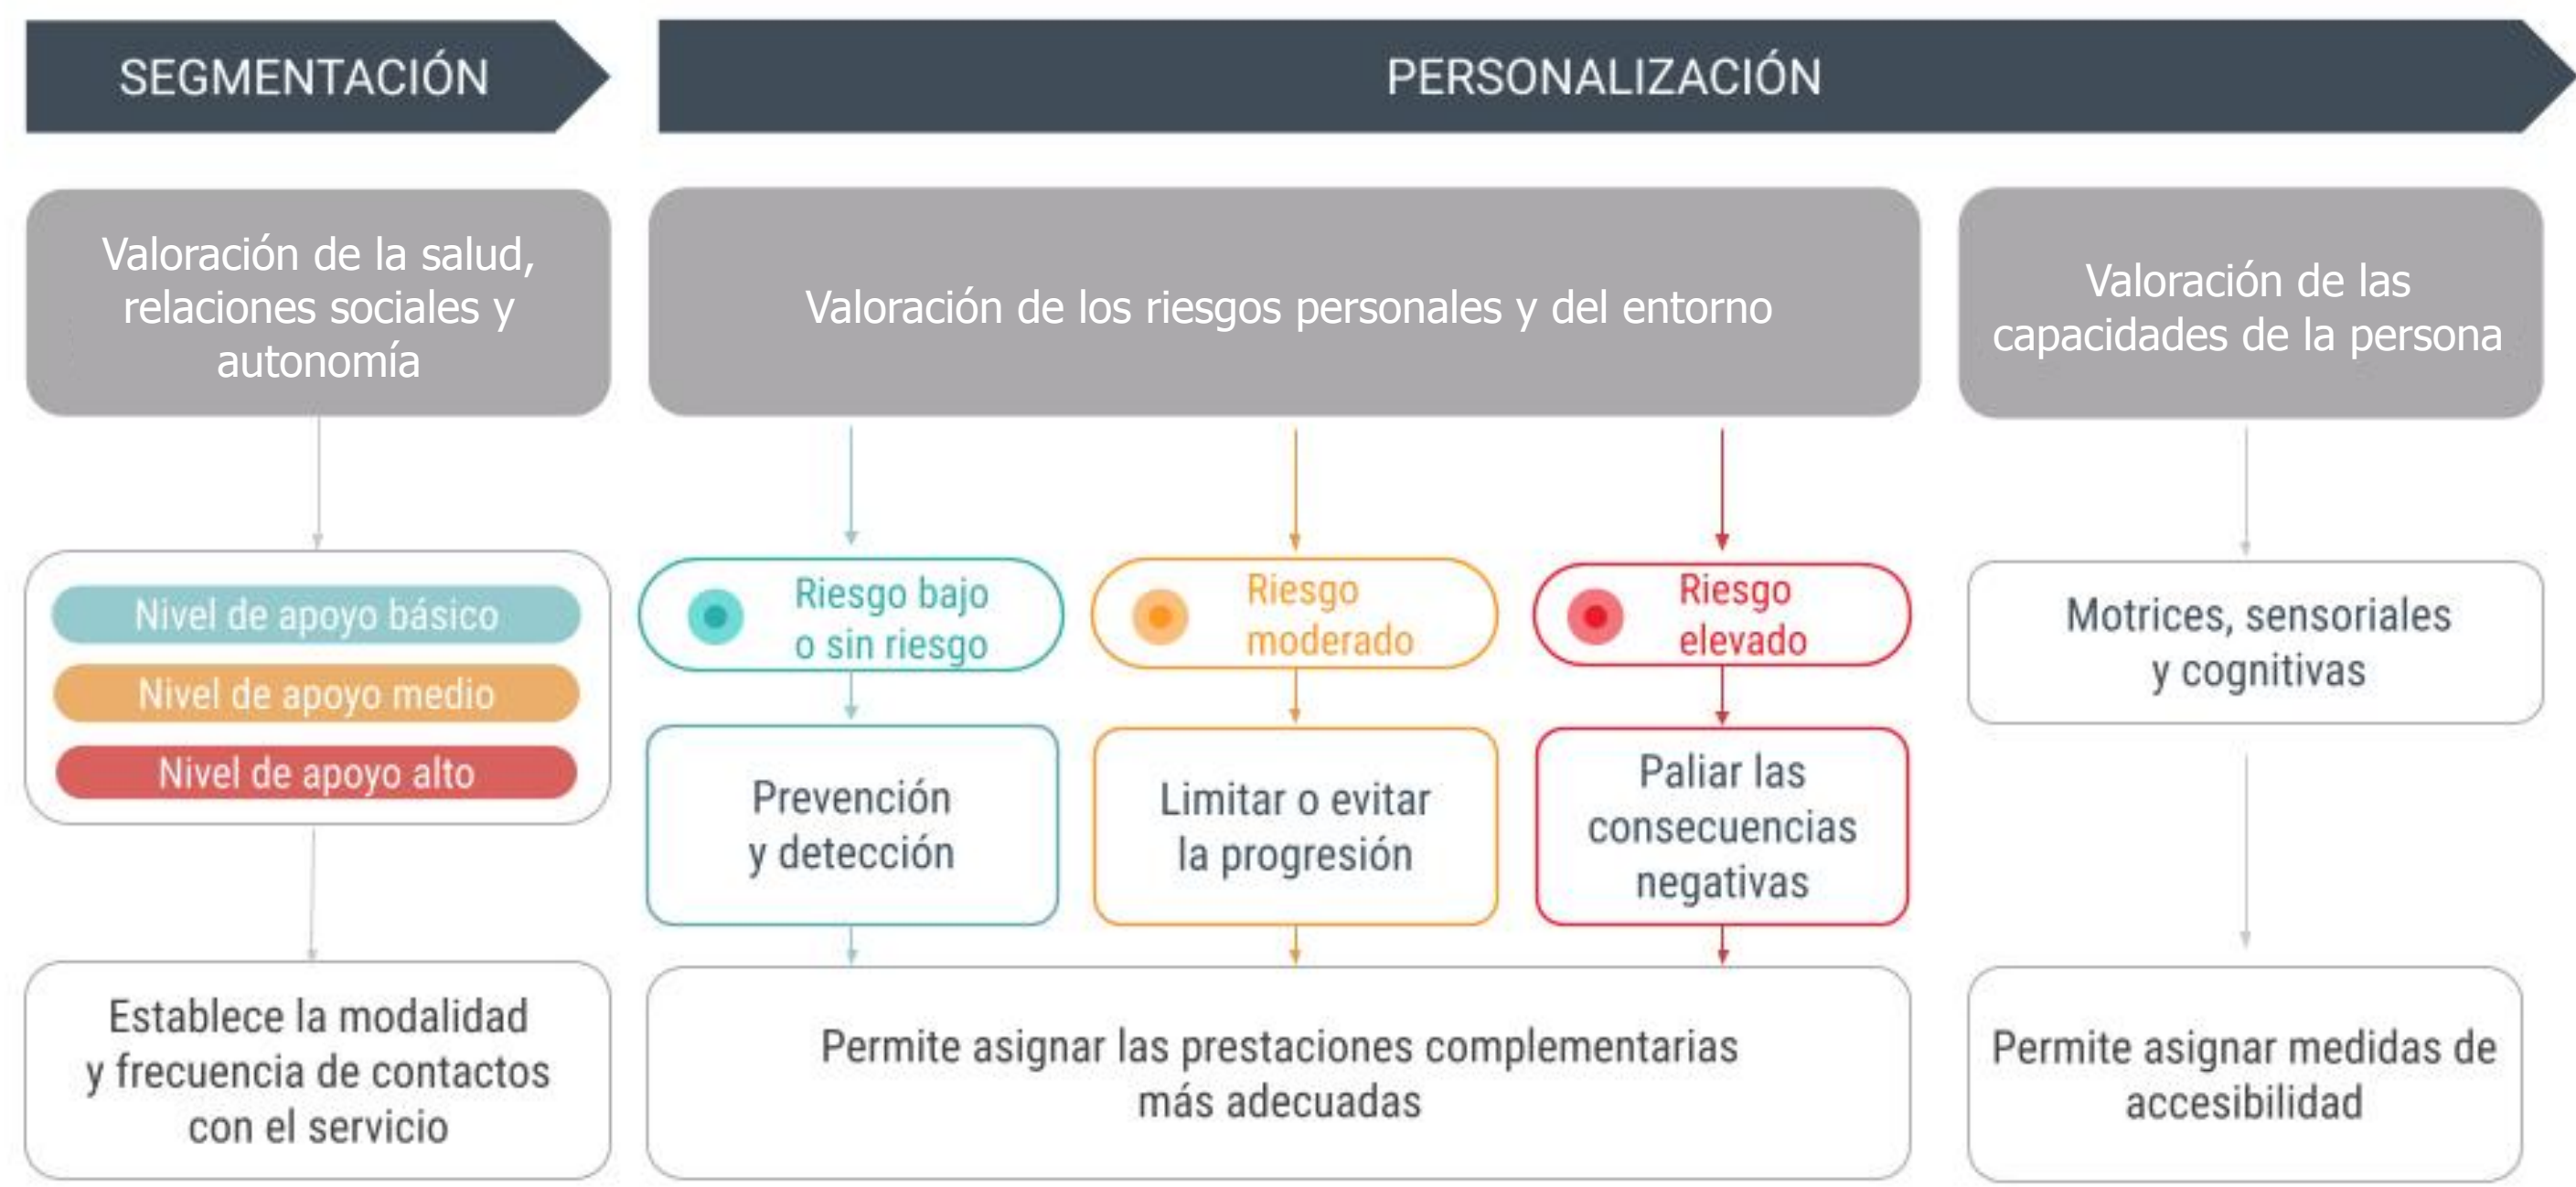 SEGMENTACIÓN
PERSONALIZACIÓN
Valoración de la salud,
relaciones sociales y
autonomía
Valoración de los riesgos personales y del entorno
Valoración de las
capacidades de la persona
Nivel de apoyo básico
Nivel de apoyo medio
Nivel de apoyo alto
Riesgo bajo
o sin riesgo
Riesgo
moderado
Riesgo
elevado
Motrices, sensoriales
y cognitivas
Prevención
y detección
Limitar o evitar
la progresión
Paliar las
consecuencias
negativas
Establece la modalidad
y frecuencia de contactos
con el servicio
Permite asignar las prestaciones complementarias
más adecuadas
Permite asignar medidas de
accesibilidad